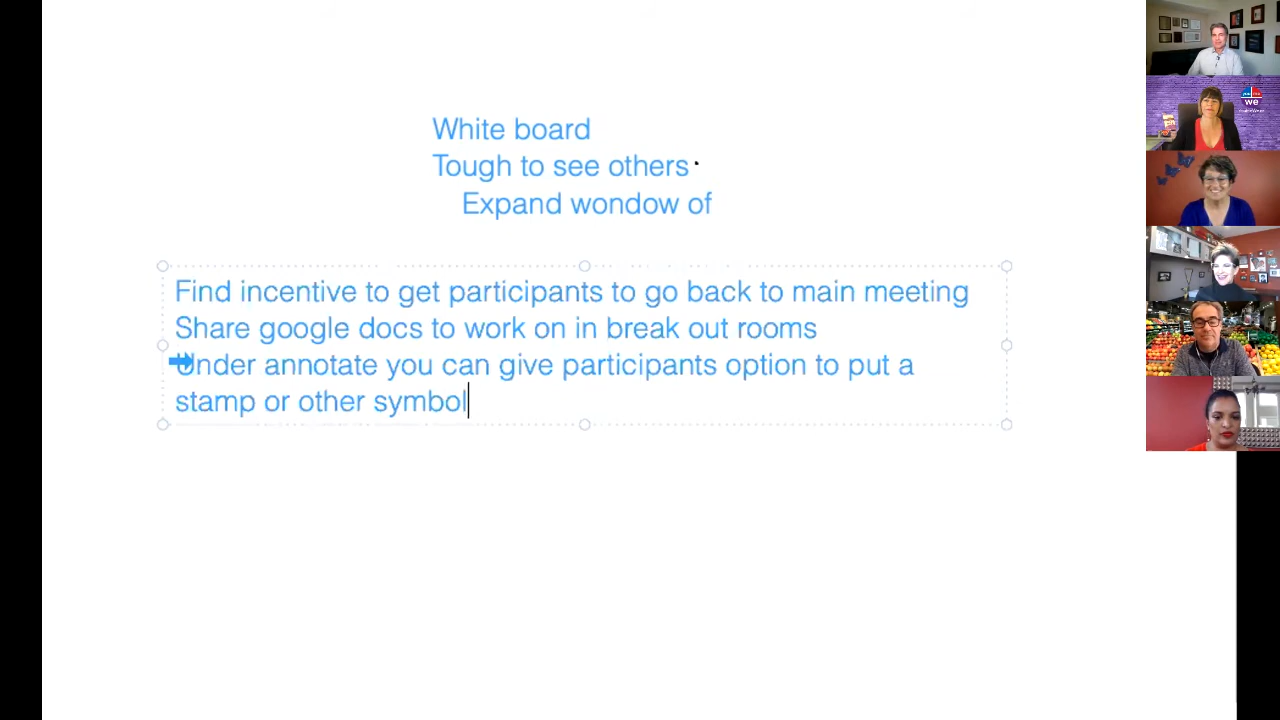 White board
Tough to see others
Expand wondow of
Find incentive to get participants to go back to main meeting
Share google docs to work on in break out rooms
Under annotate you can give participants option to put a
stamp or other symbol
we